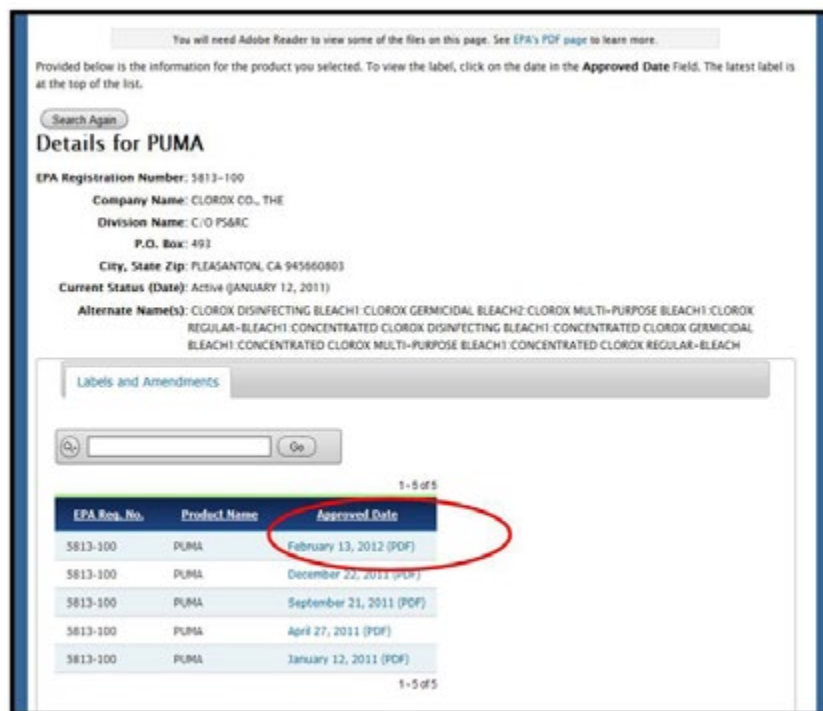 You will need Adobe Reader to view some of the files on this page. See EPA's PDF page to learn more.
Provided below is the information for the product you selected. To view the label, click on the date in the Approved Date Field. The latest label is
at the top of the list.
Search Again
Details for PUMA
EPA Registration Number: 5813-100
Company Name: CLOROX CO., THE
Division Name: C/O PS&RC
P.O. Box: 493
City, State Zip: PLEASANTON, CA 945660803
Current Status (Date): Active (JANUARY 12, 2011)
Alternate Name(s): CLOROX DISINFECTING BLEACH1:CLOROX GERMICIDAL BLEACH2:CLOROX MULTI-PURPOSE BLEACH1:CLOROX
REGULAR-BLEACH1:CONCENTRATED CLOROX DISINFECTING BLEACH1:CONCENTRATED CLOROX GERMICIDAL
BLEACH1:CONCENTRATED CLOROX MULTI-PURPOSE BLEACH1:CONCENTRATED CLOROX REGULAR-BLEACH
Labels and Amendments
Go
1-5 of 5
EPA Reg. No. Product Name Approved Date
5813-100 PUMA February 13, 2012 (PDF)
5813-100 PUMA December 22, 2011 (PDF)
5813-100 PUMA September 21, 2011 (PDF)
5813-100 PUMA April 27, 2011 (PDF)
5813-100 PUMA January 12, 2011 (PDF)
1-5 of 5